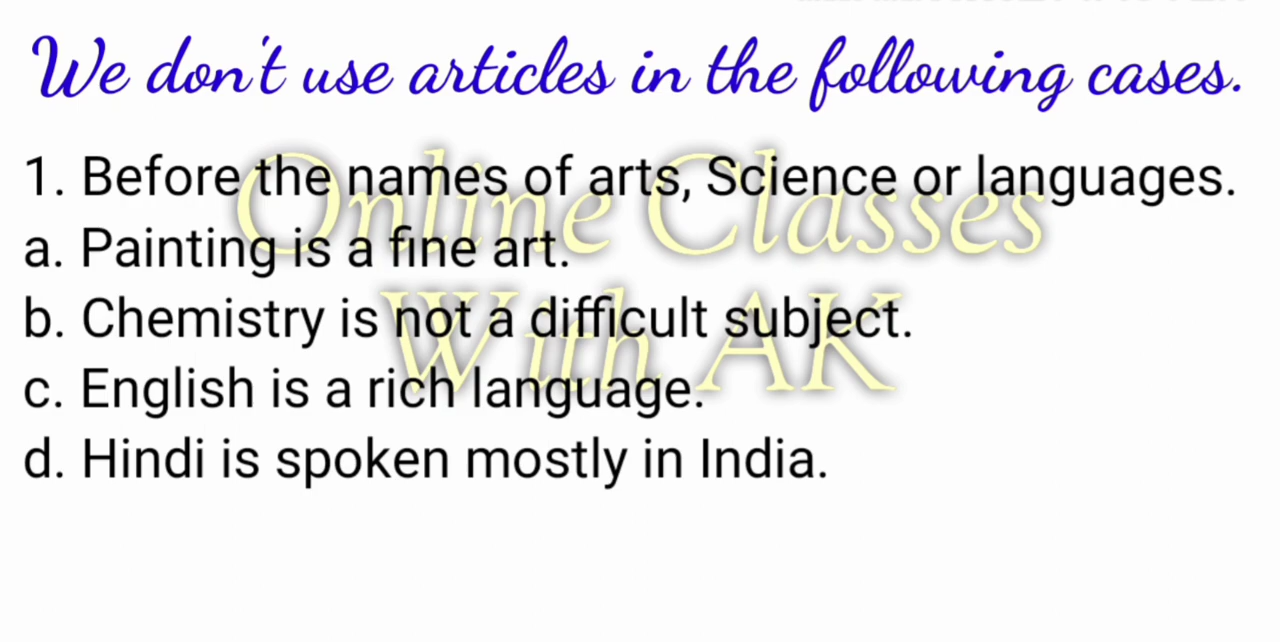 We don't use articles in the following cases.
1. Before the names of arts, Science or languages.
a. Painting is a fine art.
b. Chemistry is not a difficult subject.
c. English is a rich language.
d. Hindi is spoken mostly in India.
Online Classes
With AK